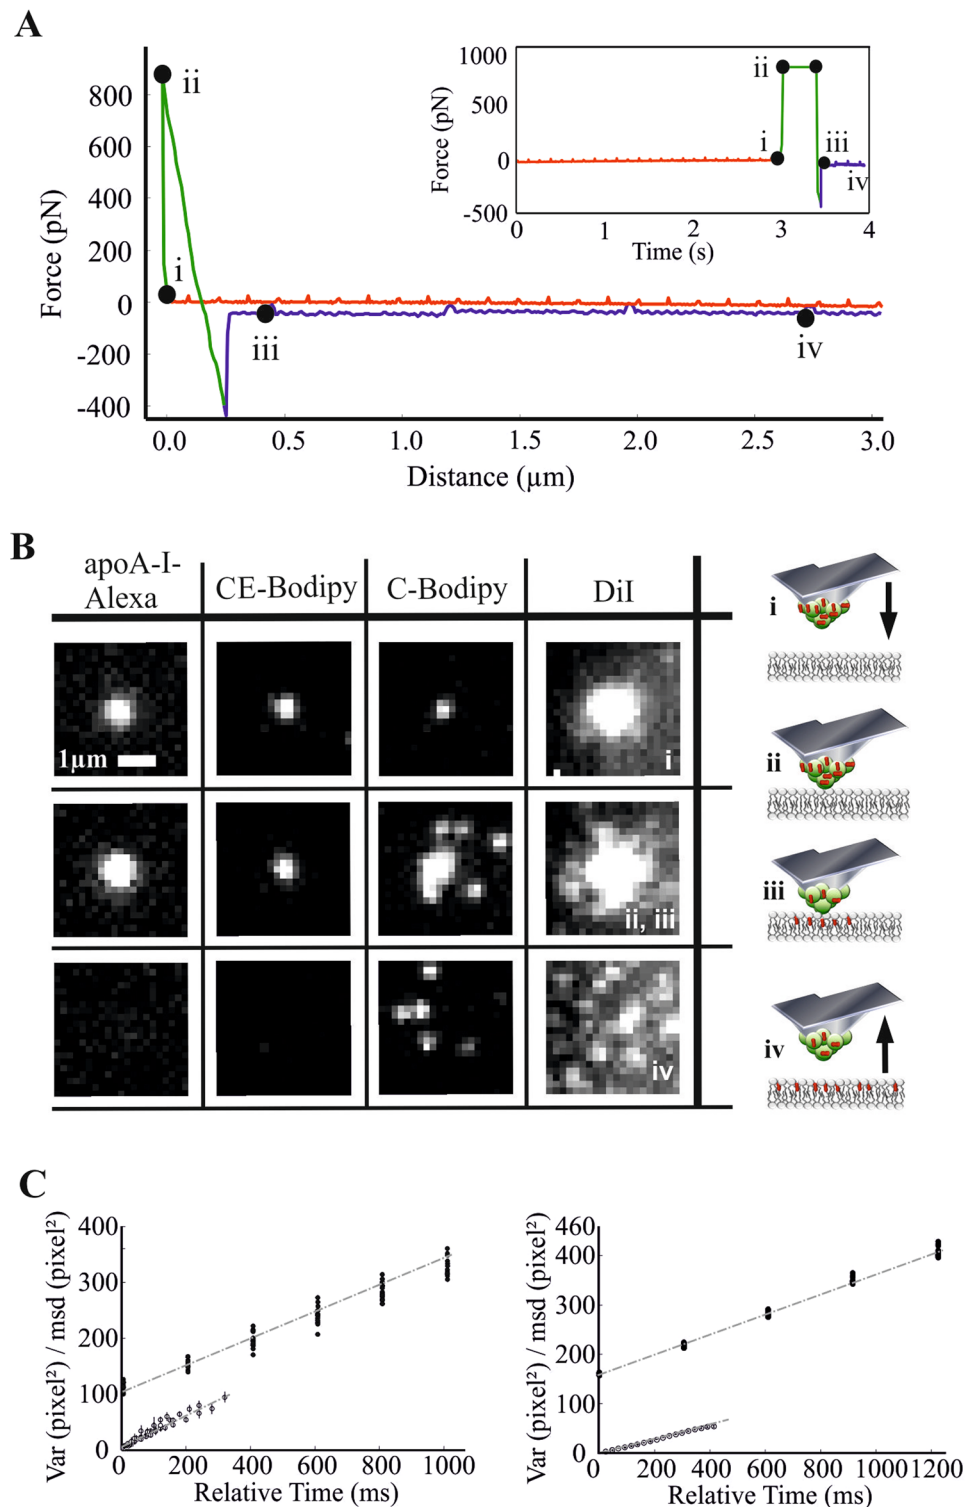 A
Force (pN)
800
600
400
200
0
-200
-400
ii
i
iii
iv
0.0 0.5 1.0 1.5 2.0 2.5 3.0
Distance (µm)
Force (pN)
1000
500
0
-500
ii
i
iii
iv
0 1 2 3 4
Time (s)
B
apoA-I-
Alexa
CE-Bodipy
C-Bodipy
DiI
1µm
i
ii, iii
iv
i
ii
iii
iv
C
Var (pixel²) / msd (pixel²)
400
300
200
100
0
0 200 400 600 800 1000
Relative Time (ms)
Var (pixel²) / msd (pixel²)
460
400
300
200
100
0
0 200 400 600 800 1000 1200
Relative Time (ms)